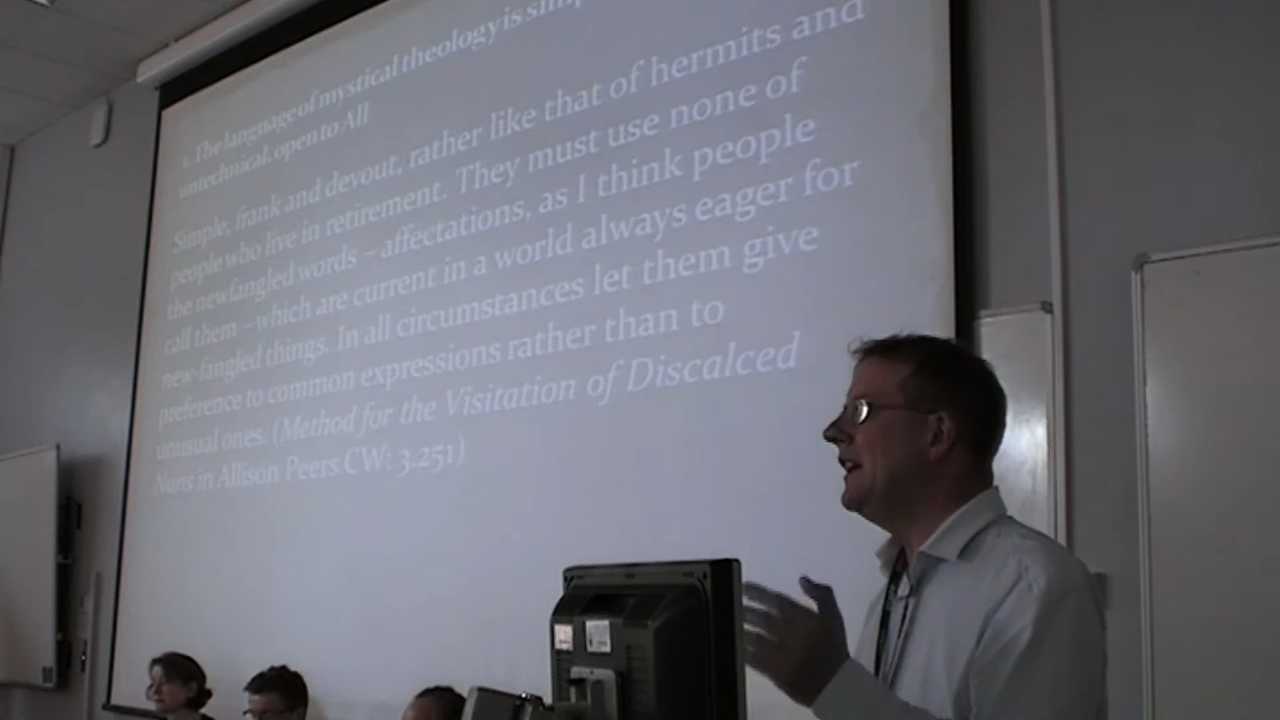 1. The language of mystical theology is simp
untechnical, open to All
Simple, frank and devout, rather like that of hermits and
people who live in retirement. They must use none of
the newfangled words – affectations, as I think people
call them – which are current in a world always eager for
new-fangled things. In all circumstances let them give
preference to common expressions rather than to
unusual ones. (Method for the Visitation of Discalced
Nuns in Allison Peers CW: 3.251)